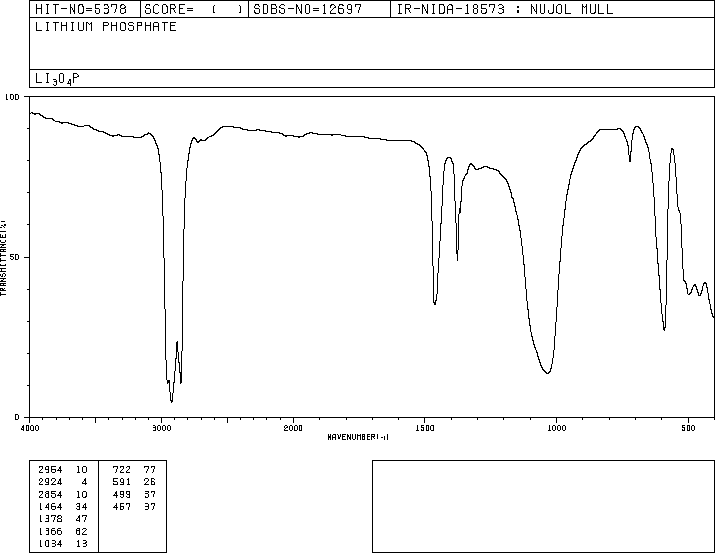 HIT-NO=5378 SCORE= ( ) SDBS-NO=12697 IR-NIDA-18573 : NUJOL MULL
LITHIUM PHOSPHATE
LI3O4P
100
50
0
TRANSMITTANCE(%)
4000 3000 2000 1500 1000 500
WAVENUMBER(-1)
2954 10 722 77
2924 4 591 26
2854 10 499 37
1464 34 457 37
1378 47
1366 62
1034 13